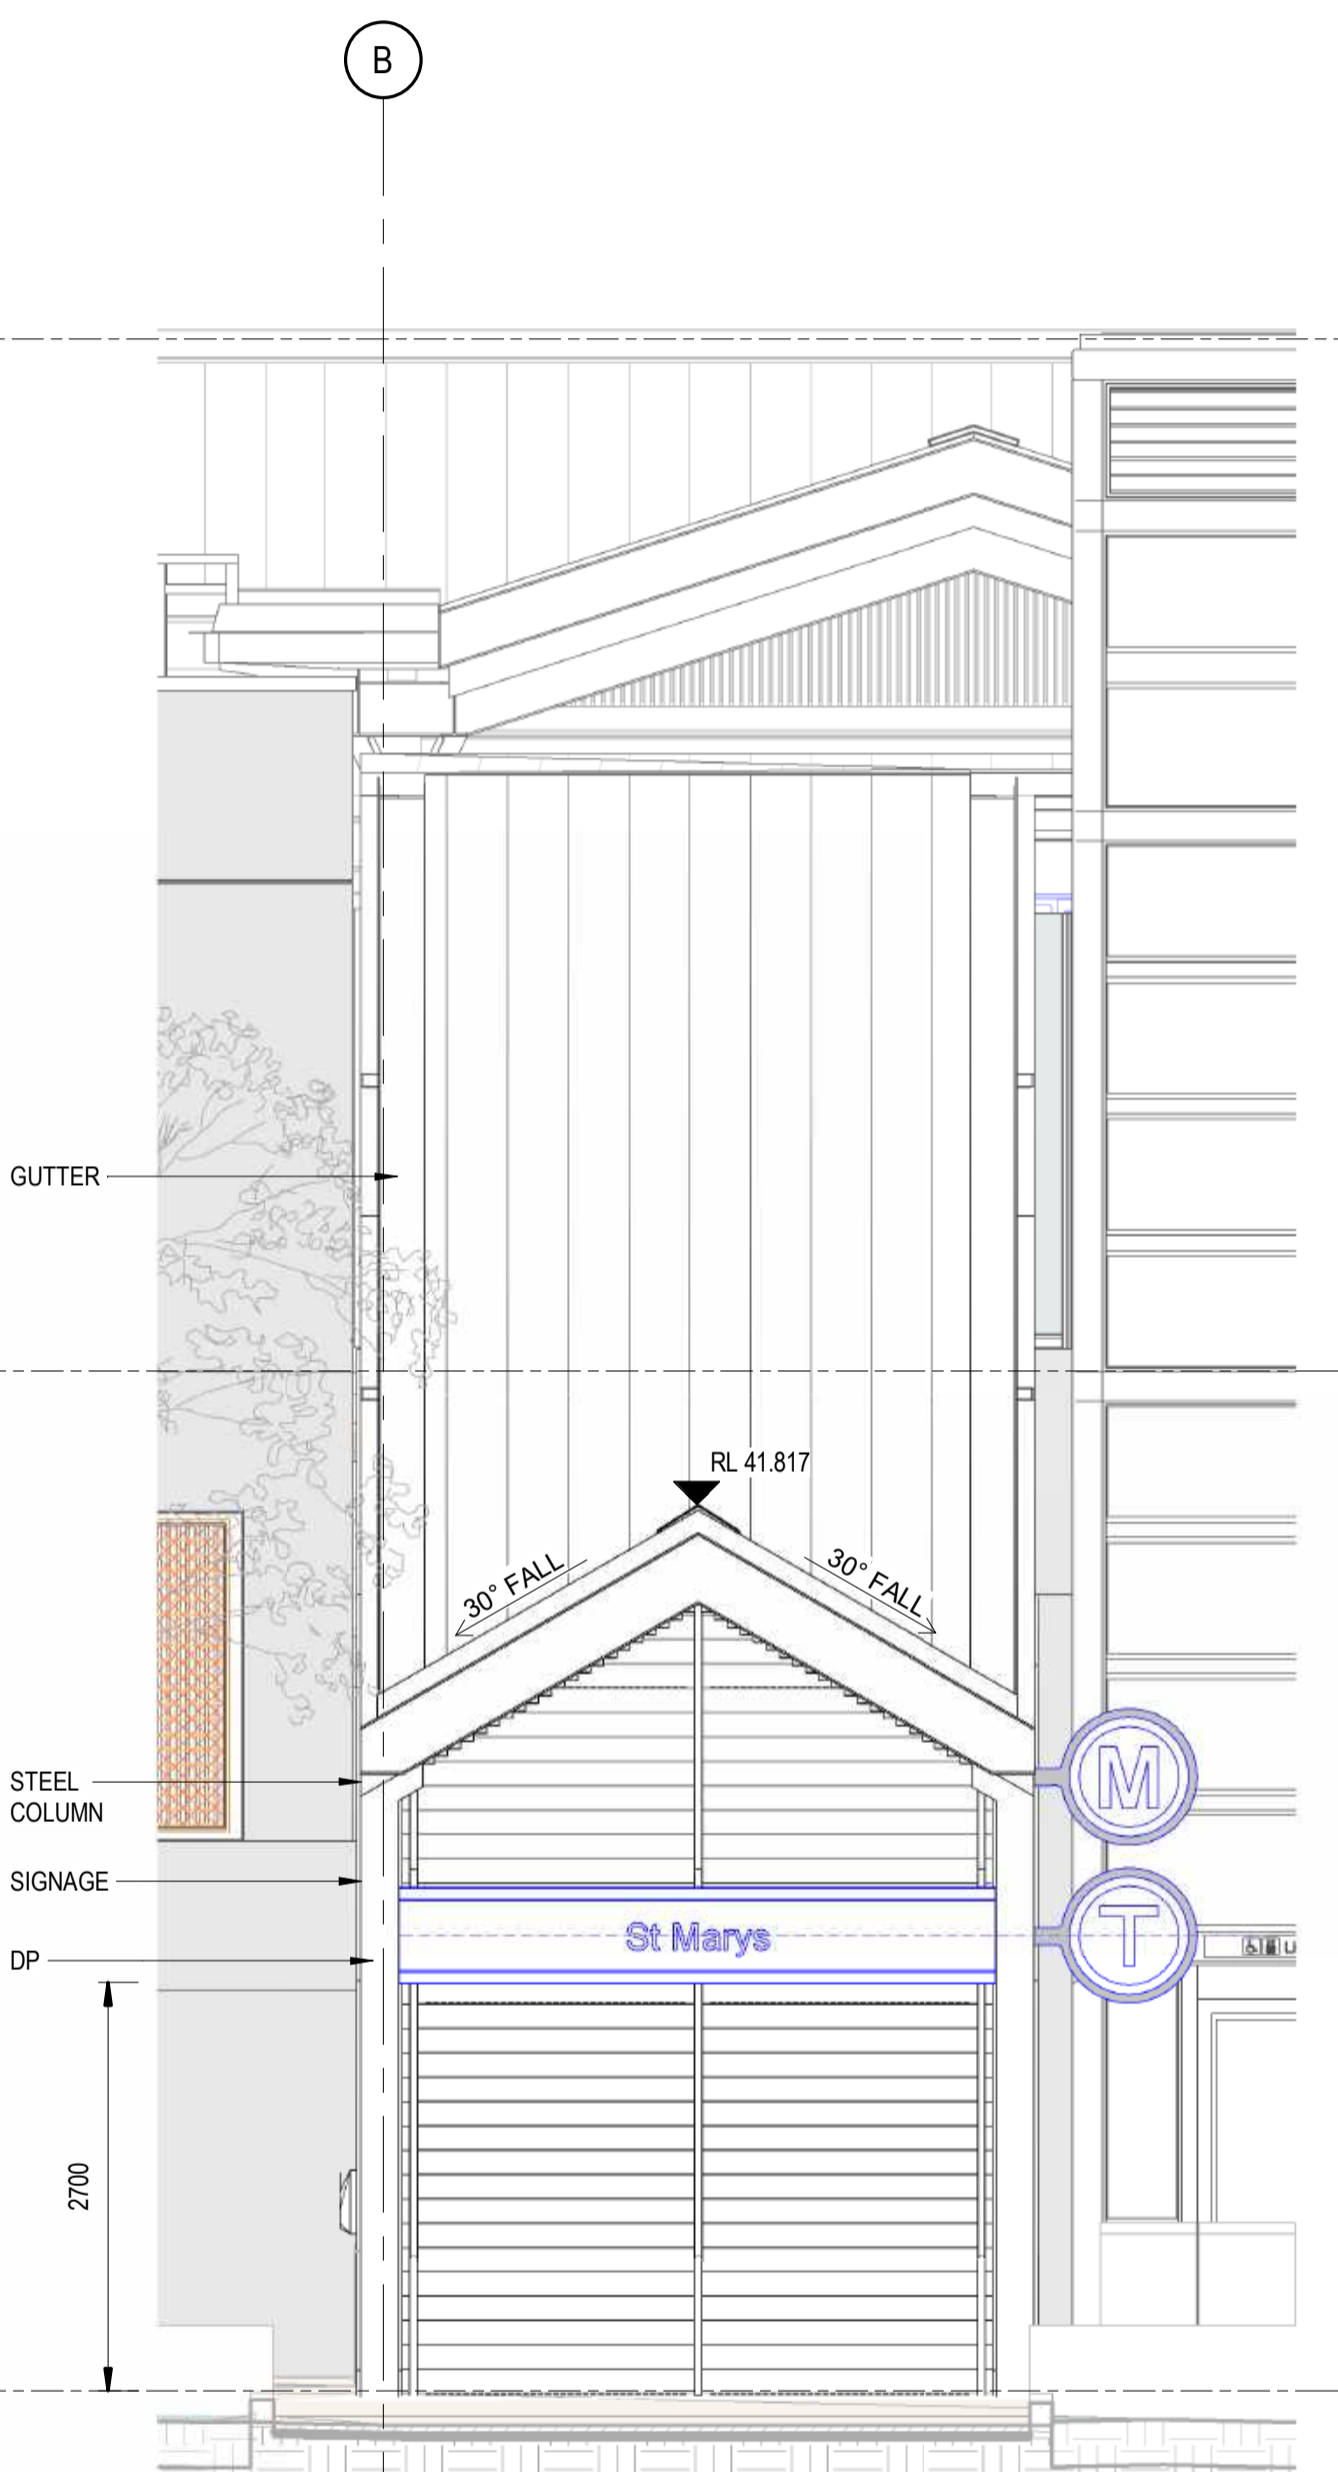 B
GUTTER
RL 41.817
30° FALL
30° FALL
STEEL
COLUMN
M
SIGNAGE
St Marys
T
DP
U
2700